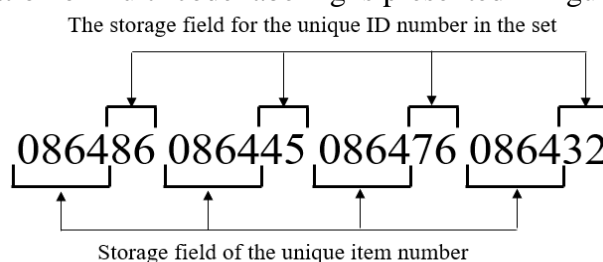 The storage field for the unique ID number in the set
086486 086445 086476 086432
Storage field of the unique item number